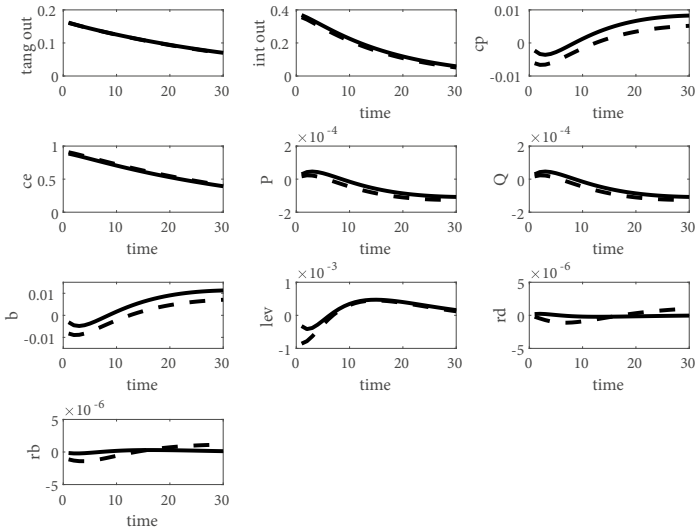 0.2
0.1
0
tang out
0 10 20 30
time
0.4
0.2
0
int out
0 10 20 30
time
0.01
0
-0.01
cp
0 10 20 30
time
1
0.5
0
ce
0 10 20 30
time
×10⁻⁴
2
0
-2
P
0 10 20 30
time
×10⁻⁴
2
0
-2
Q
0 10 20 30
time
0.01
0
-0.01
b
0 10 20 30
time
×10⁻³
1
0
-1
lev
0 10 20 30
time
×10⁻⁶
5
0
-5
rd
0 10 20 30
time
×10⁻⁶
5
0
-5
rb
0 10 20 30
time